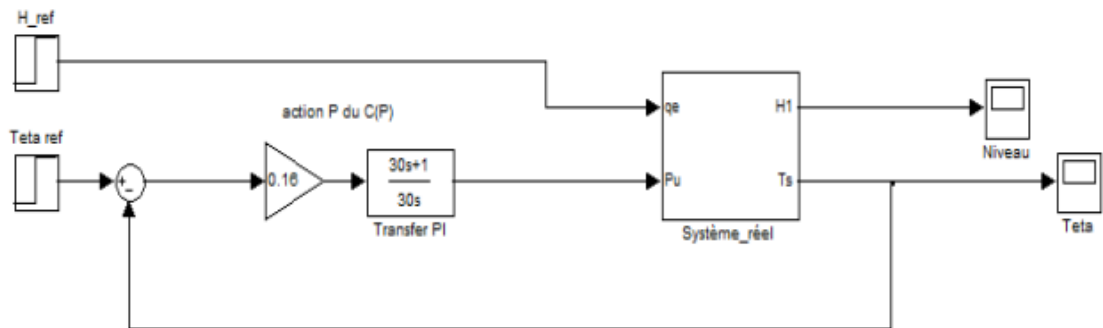 H_ref
action P du C(P)
qe
H1
Niveau
Teta ref
+
-
0.16
30s+1
30s
Transfer PI
Pu
Ts
Système_réel
Teta